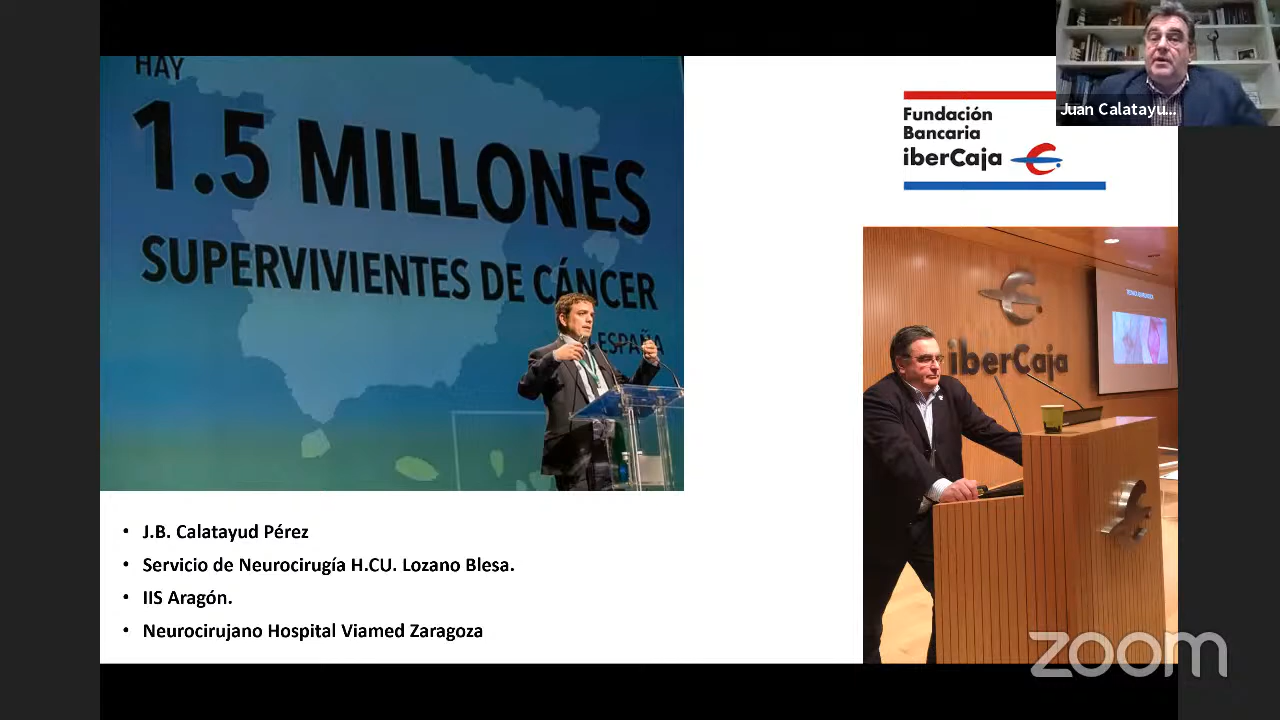 HAY
1.5 MILLONES
SUPERVIVIENTES DE CÁNCER
ESPAÑA
Fundación
Bancaria
iberCaja
Juan Calatayu...
iberCaja
• J.B. Calatayud Pérez
• Servicio de Neurocirugía H.CU. Lozano Blesa.
• IIS Aragón.
• Neurocirujano Hospital Viamed Zaragoza
zoom